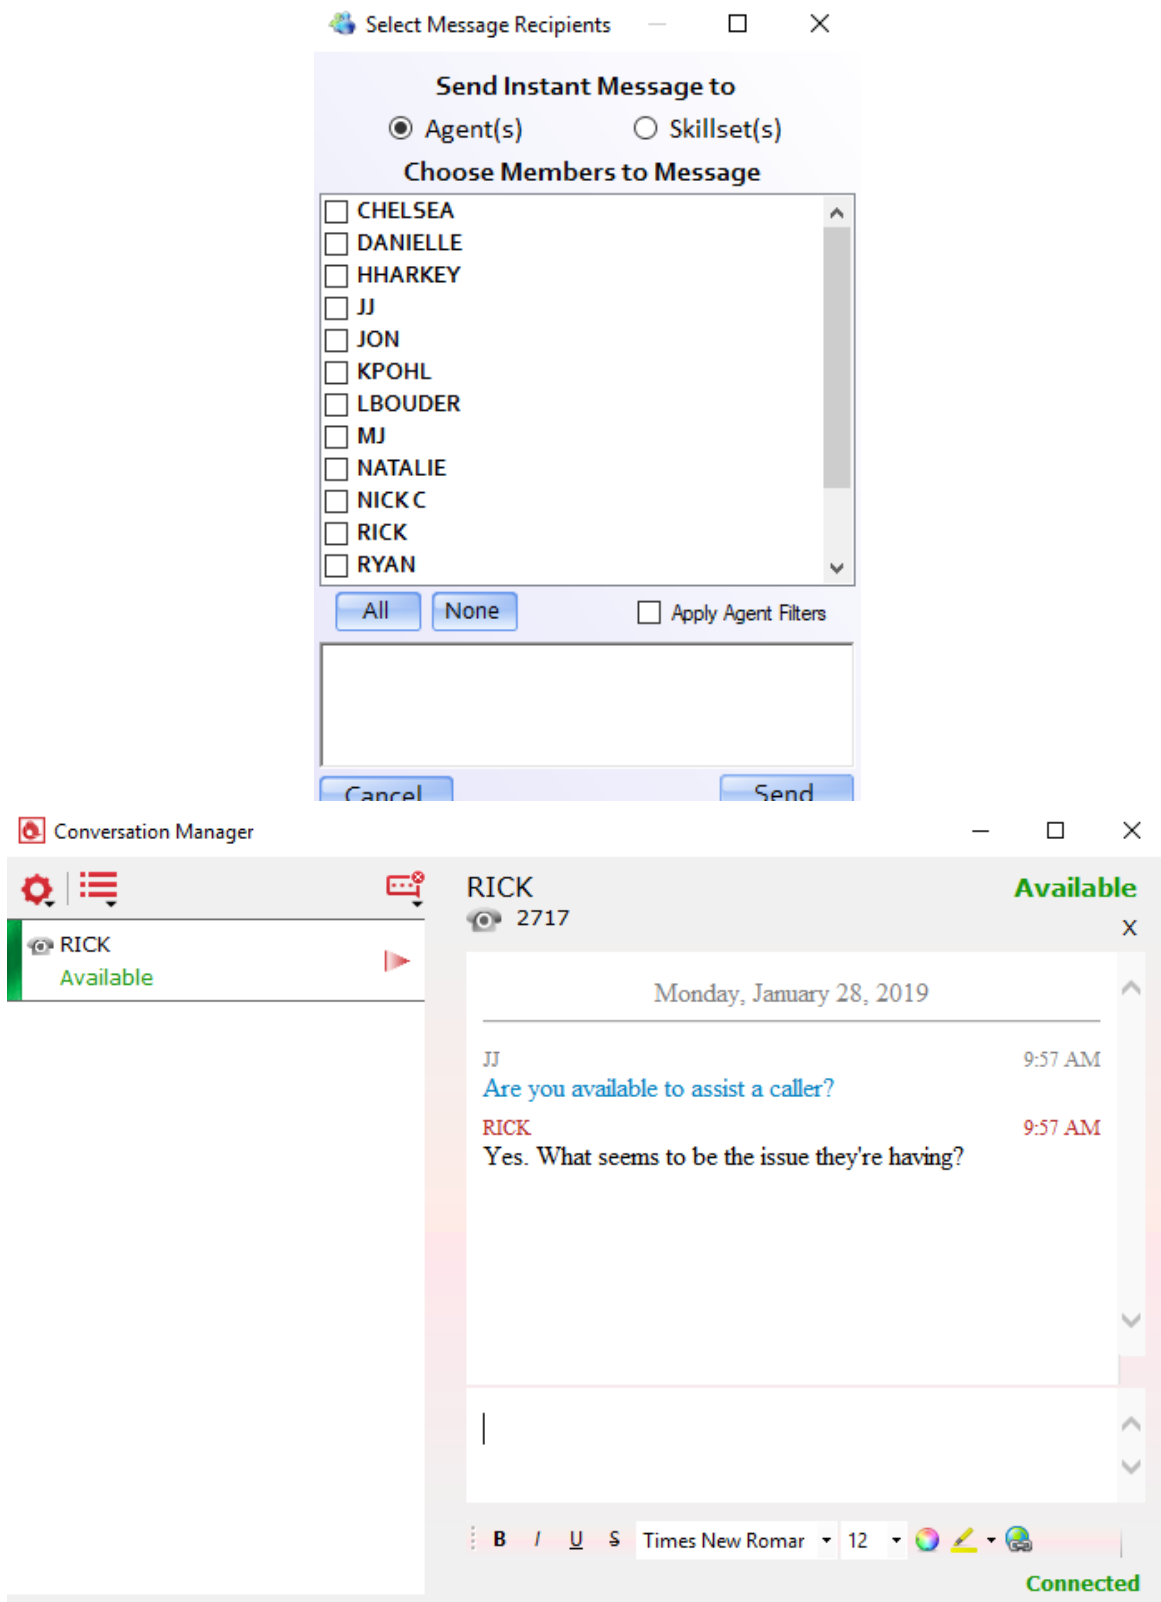 Select Message Recipients
Send Instant Message to
Agent(s) Skillset(s)
Choose Members to Message
CHELSEA
DANIELLE
HHARKEY
JJ
JON
KPOHL
LBOUDER
MJ
NATALIE
NICK C
RICK
RYAN
All None Apply Agent Filters
Cancel Send
Conversation Manager
RICK
Available
RICK Available
2717
X
Monday, January 28, 2019
JJ 9:57 AM
Are you available to assist a caller?
RICK 9:57 AM
Yes. What seems to be the issue they're having?
B I U S Times New Romar 12
Connected